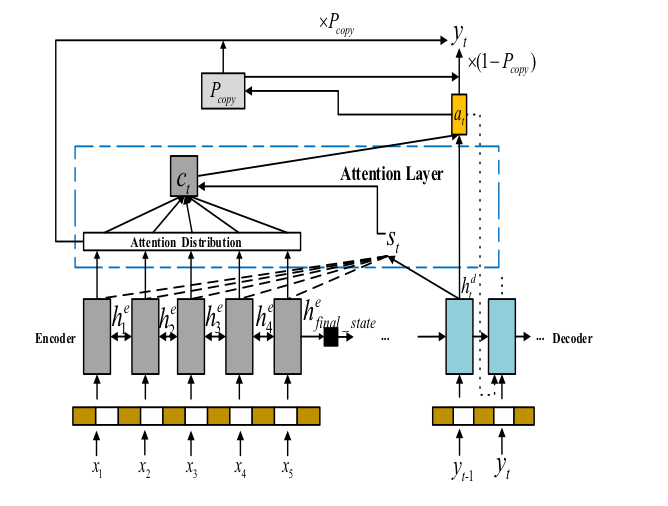 ×P_copy
y_t
×(1−P_copy)
P_copy
a_t
Attention Layer
c_t
Attention Distribution
s_t
h_t^d
h_1^e h_2^e h_3^e h_4^e h_final_state^e
Encoder
...
... Decoder
x_1 x_2 x_3 x_4 x_5 y_t-1 y_t